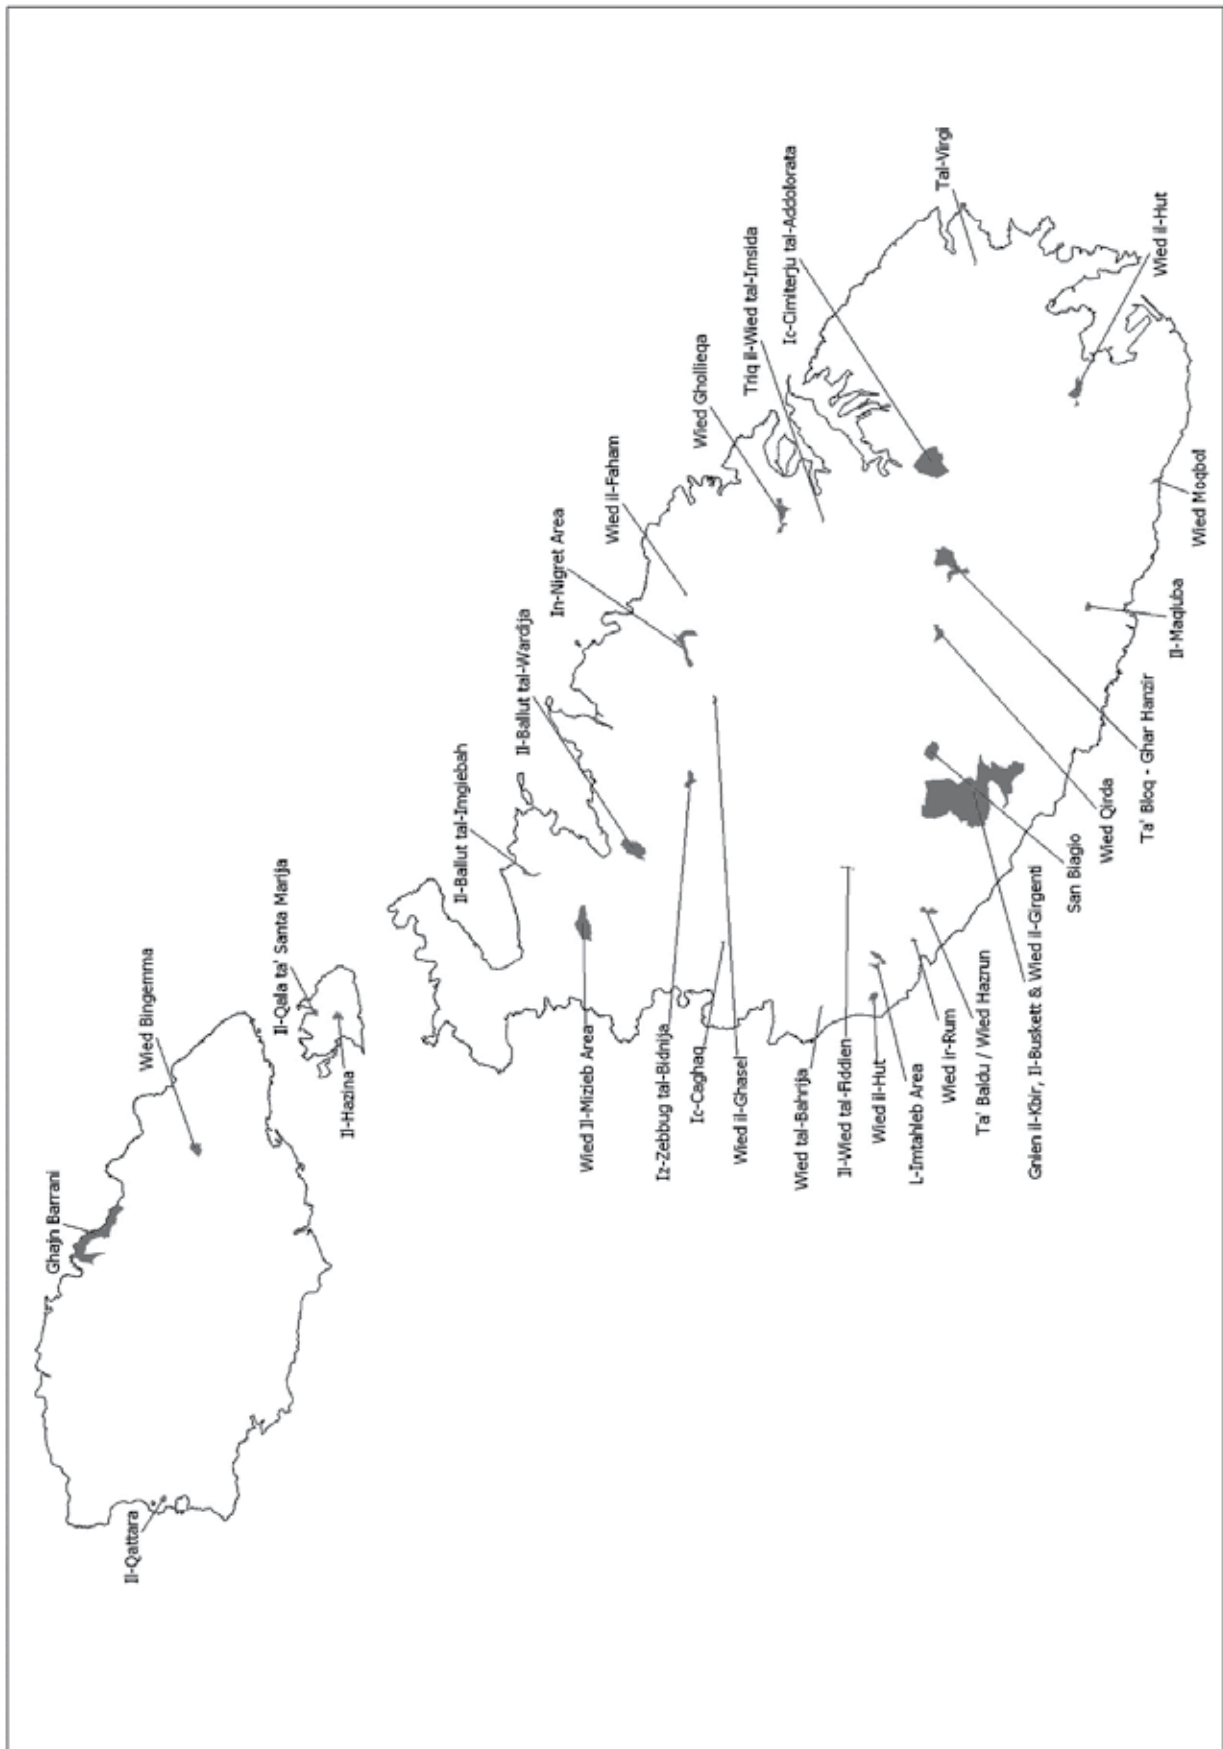 Ghajn Barrani
Wied Bingemma
Il-Qattara
Il-Qala ta' Santa Marija
Il-Hazina
Il-Ballut tal-Imgiebah
Il-Ballut tal-Wardija
In-Nigret Area
Wied il-Faham
Wied Ghollieqa
Triq il-Wied tal-Imsida
Ic-Cimiterju tal-Addolorata
Tal-Virgi
Wied il-Hut
Wied Il-Mizieb Area
Iz-Zebbug tal-Bidnija
Ic-Caghaq
Wied il-Ghasel
Wied tal-Bahrija
Il-Wied tal-Fiddien
Wied il-Hut
L-Imtahleb Area
Wied ir-Rum
Ta' Baldu / Wied Hazrun
Gnien il-Kbir, Il-Buskett & Wied il-Girgenti
San Blagio
Wied Qirda
Ta' Bloq - Ghar Hanzir
Il-Maqluba
Wied Moqbol